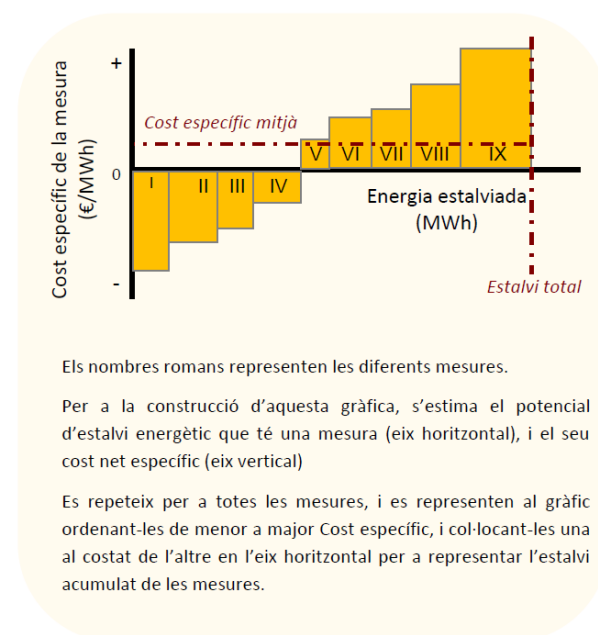 Cost específic de la mesura
(€/MWh)
+
0
-
Cost específic mitjà
I
II
III
IV
V
VI
VII
VIII
IX
Energia estalviada
(MWh)
Estalvi total
Els nombres romans representen les diferents mesures.
Per a la construcció d'aquesta gràfica, s'estima el potencial
d'estalvi energètic que té una mesura (eix horitzontal), i el seu
cost net específic (eix vertical)
Es repeteix per a totes les mesures, i es representen al gràfic
ordenant-les de menor a major Cost específic, i col·locant-les una
al costat de l'altre en l'eix horitzontal per a representar l'estalvi
acumulat de les mesures.